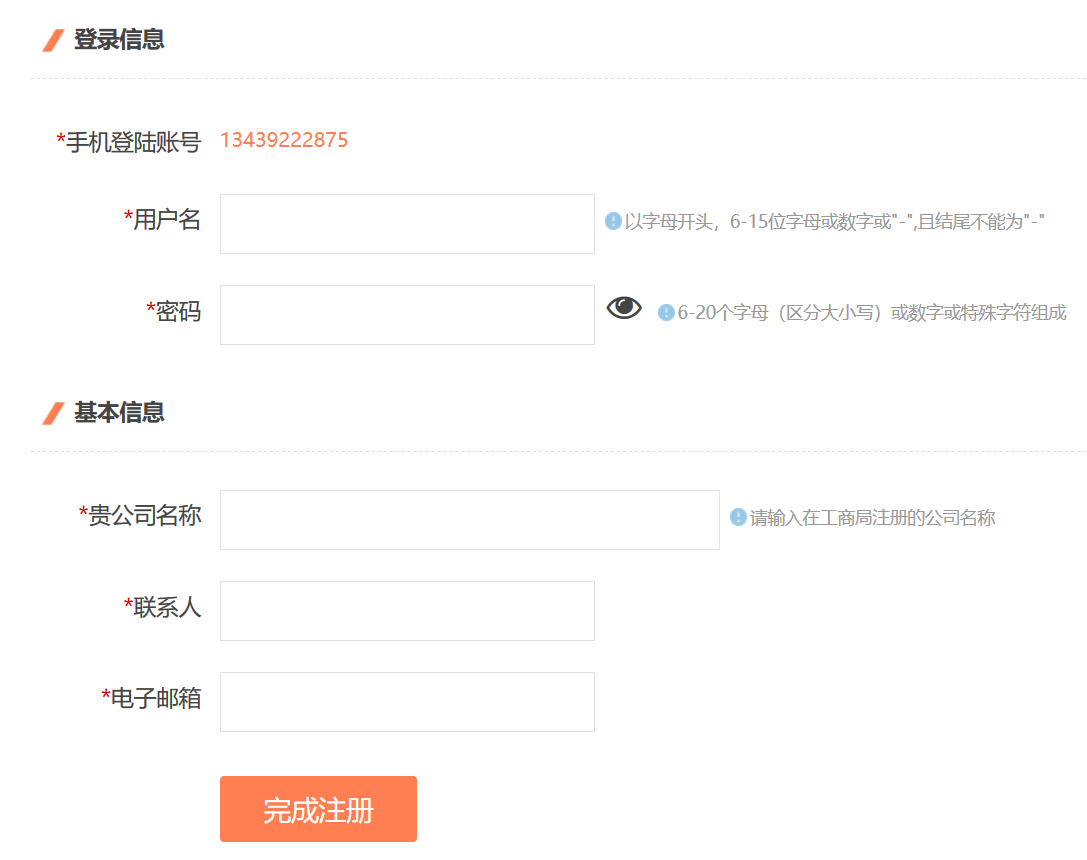 登录信息
*手机登陆账号 13439222875
*用户名 以字母开头，6-15位字母或数字或"-",且结尾不能为"-"
*密码 6-20个字母（区分大小写）或数字或特殊字符组成
基本信息
*贵公司名称 请输入在工商局注册的公司名称
*联系人
*电子邮箱
完成注册